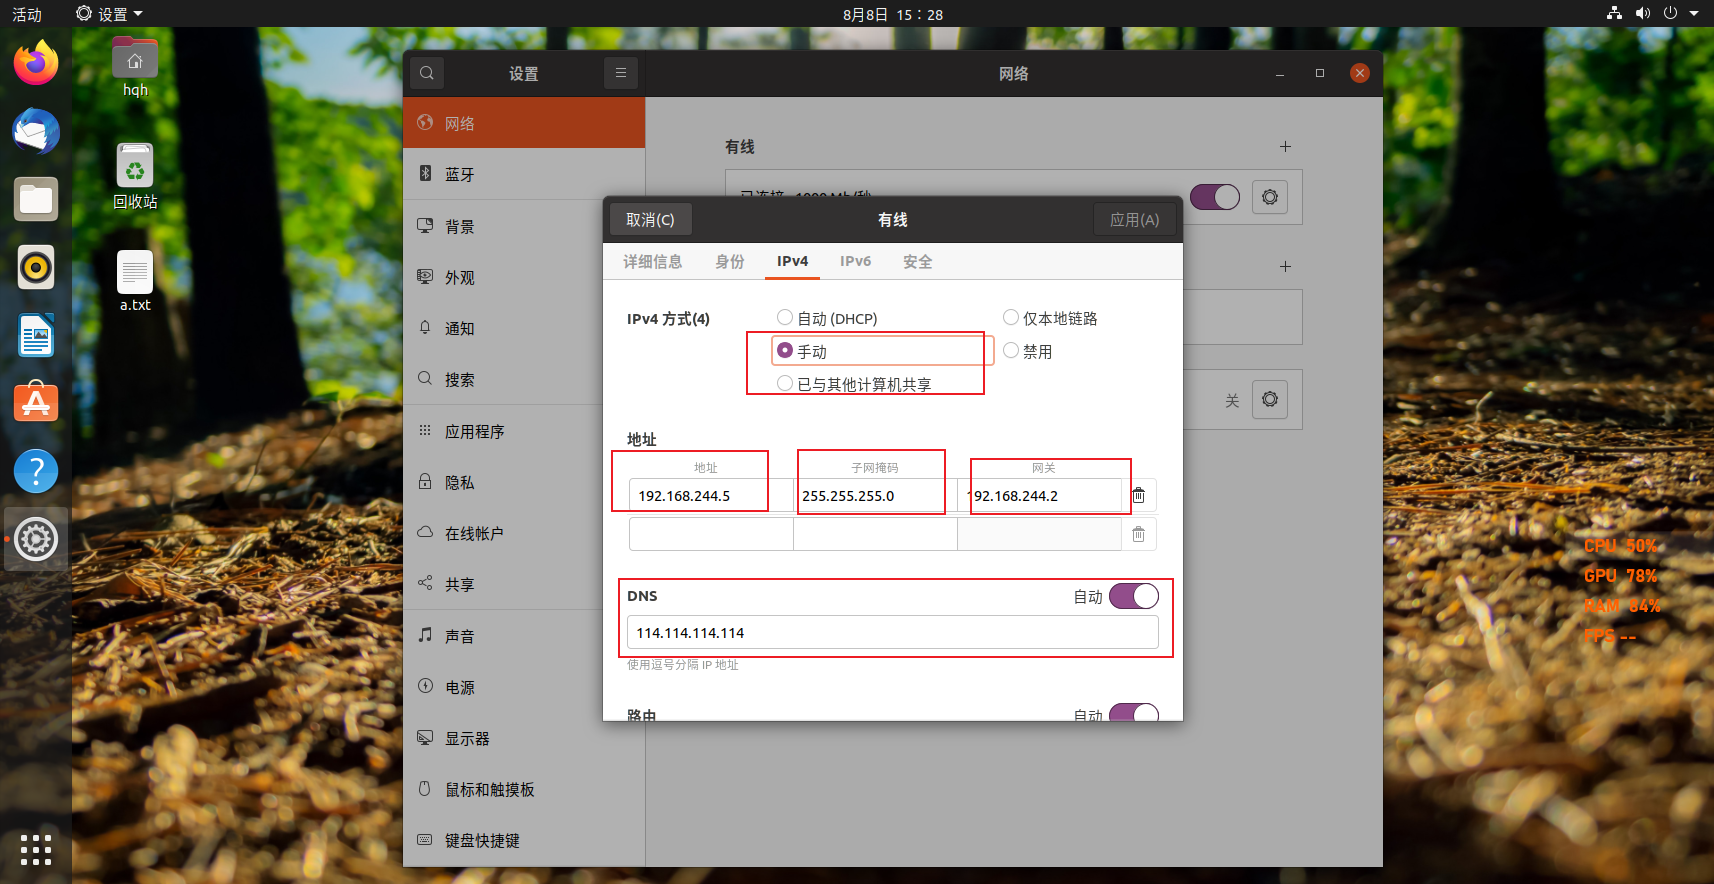 活动
设置
8月8日 15：28
hqh
回收站
a.txt
设置
网络
网络
蓝牙
背景
外观
通知
搜索
应用程序
隐私
在线帐户
共享
声音
电源
显示器
鼠标和触摸板
键盘快捷键
有线
关
取消(C)
有线
应用(A)
详细信息
身份
IPv4
IPv6
安全
IPv4 方式(4)
自动 (DHCP)
仅本地链路
手动
禁用
已与其他计算机共享
地址
地址
子网掩码
网关
192.168.244.5
255.255.255.0
192.168.244.2
DNS
自动
114.114.114.114
使用逗号分隔 IP 地址
路由
自动
CPU 50%
GPU 78%
RAM 84%
FPS --